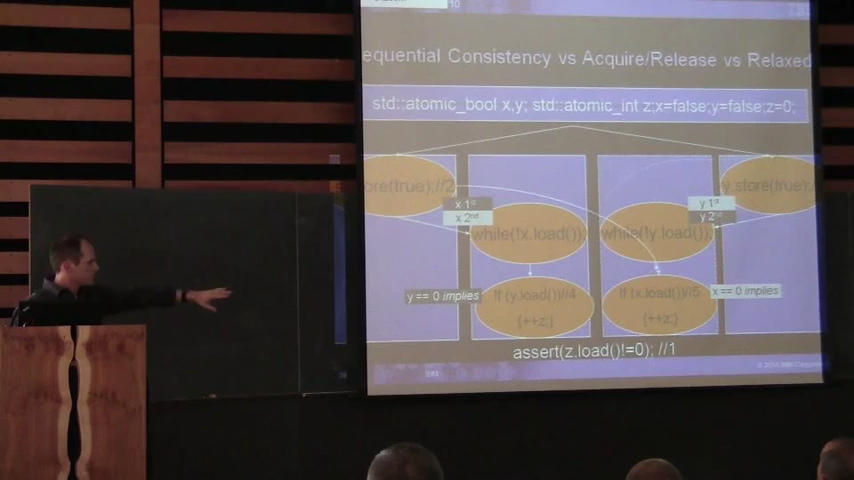 10
equential Consistency vs Acquire/Release vs Relaxed
std::atomic_bool x,y; std::atomic_int z;x=false;y=false;z=0;
ore(true);//2
y.store(true);/
x 1st
x 2nd
y 1st
y 2nd
while(!x.load());
while(!y.load());
y == 0 implies
If (y.load())//4
{++z;}
If (x.load())//5
{++z;}
x == 0 implies
assert(z.load()!=0); //1